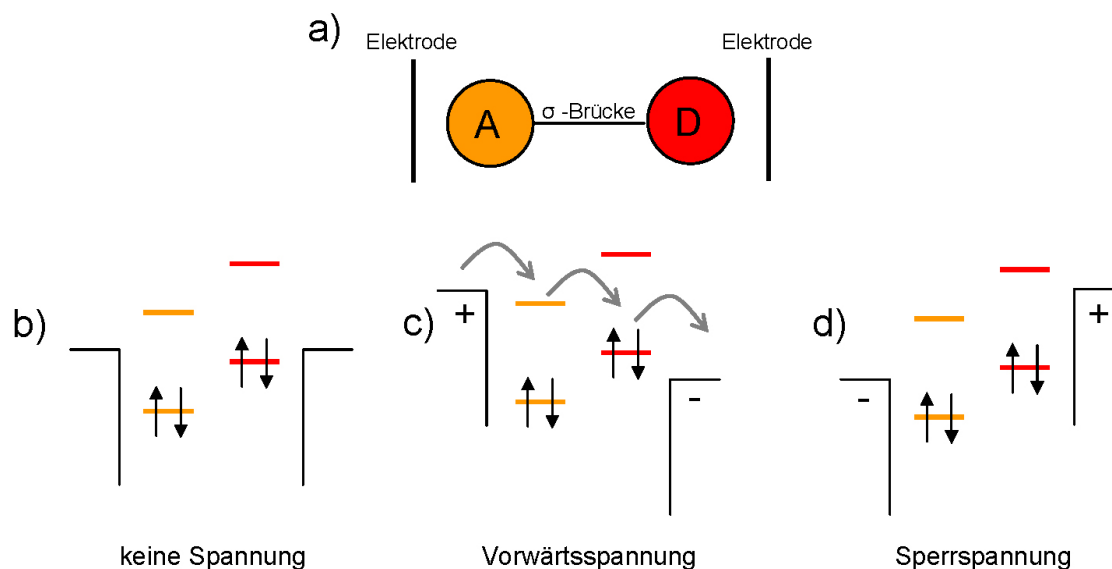 a)
Elektrode
Elektrode
A
σ -Brücke
D
b)
c)
+
-
d)
-
+
keine Spannung
Vorwärtsspannung
Sperrspannung